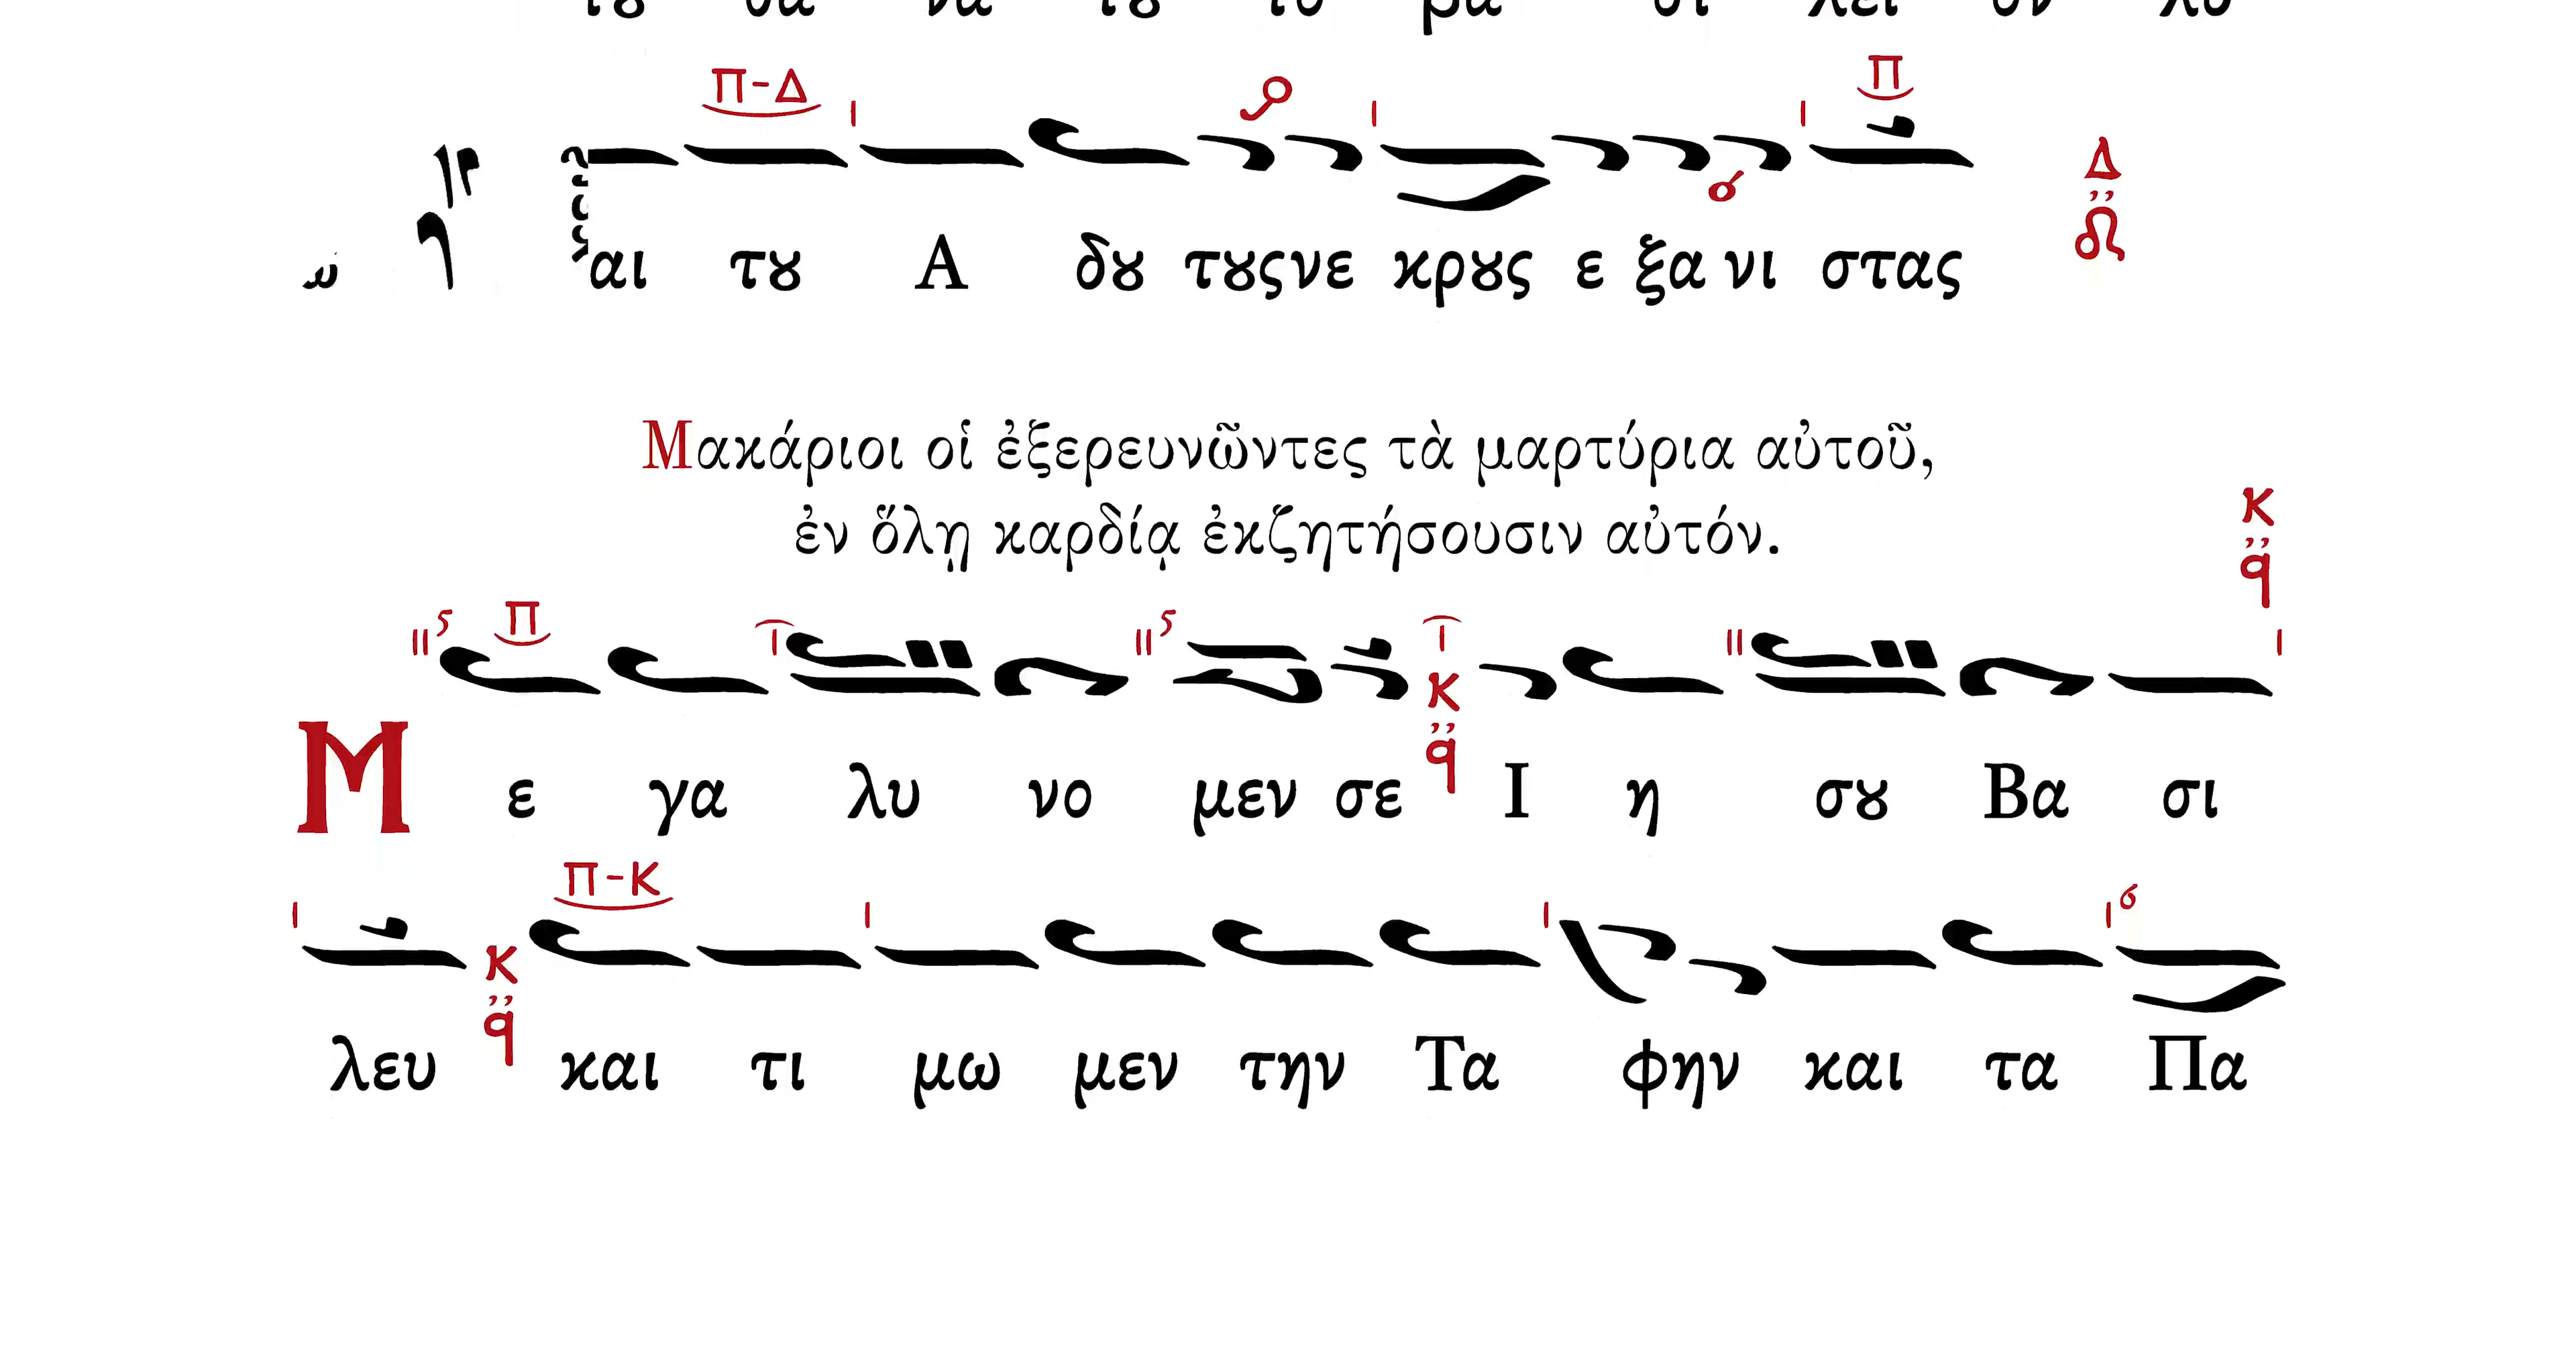 αι τȣ Α δȣ τȣς νε κρȣς ε ξα νι στας
Μακάριοι οἱ ἐξερευνῶντες τὰ μαρτύρια αὐτοῦ,
ἐν ὅλῃ καρδίᾳ ἐκζητήσουσιν αὐτόν.
Μ ε γα λυ νο μεν σε Ι η σȣ Βα σι
λευ και τι μω μεν την Τα φην και τα Πα